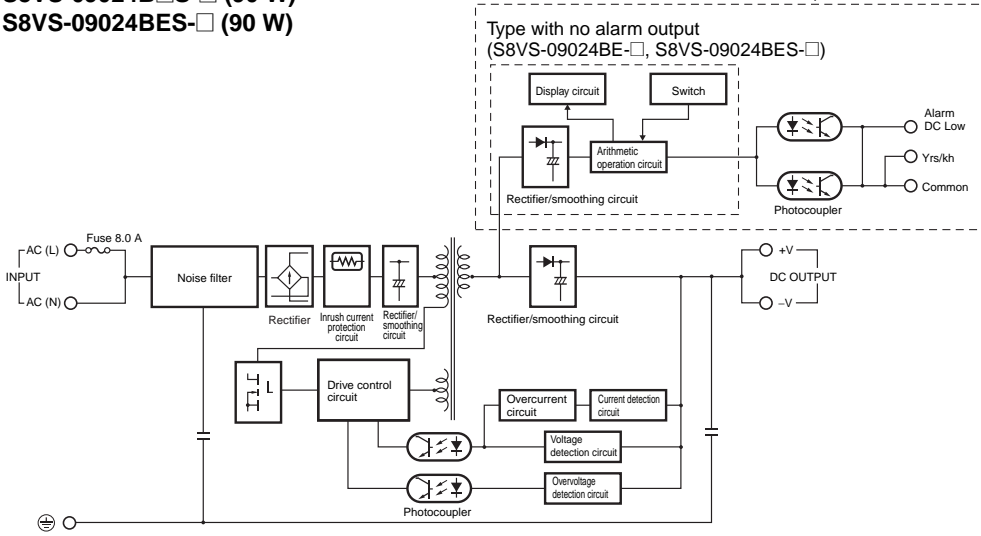 S8VS-09024BES-□ (90 W)
Type with no alarm output
(S8VS-09024BE-□, S8VS-09024BES-□)
Display circuit
Switch
Arithmetic
operation circuit
Rectifier/smoothing circuit
Photocoupler
Alarm
DC Low
Yrs/kh
Common
INPUT
AC (L)
AC (N)
Fuse 8.0 A
Noise filter
Rectifier
Inrush current
protection
circuit
Rectifier/
smoothing
circuit
Rectifier/smoothing circuit
+V
DC OUTPUT
–V
Drive control
circuit
Overcurrent
circuit
Current detection
circuit
Voltage
detection circuit
Overvoltage
detection circuit
Photocoupler